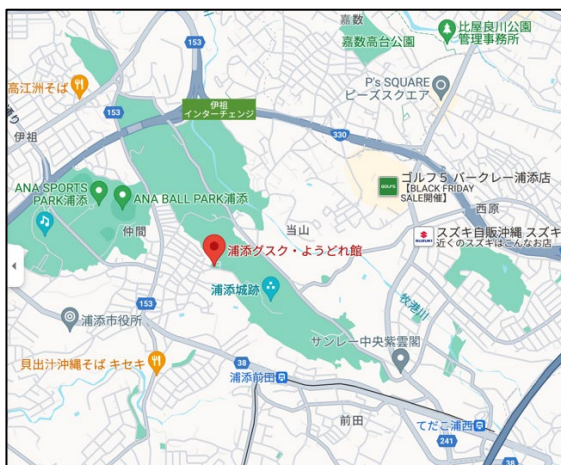 嘉数
153
嘉数高台公園
比屋良川公園
管理事務所
高江洲そば
P's SQUARE
ピーズスクエア
153
伊祖
インターチェンジ
伊祖
330
ゴルフ5 バークレー浦添店
【BLACK FRIDAY
SALE開催】
ANA SPORTS
PARK浦添
ANA BALL PARK浦添
西原
当山
スズキ自販沖縄 スズキ
近くのスズキはこんなお店
SUZUKI
仲間
浦添グスク・ようどれ館
浦添城跡
牧港川
153
浦添市役所
サンレー中央紫雲閣
38
貝出汁沖縄そば キセキ
浦添前田
前田
てだこ浦西
241
38